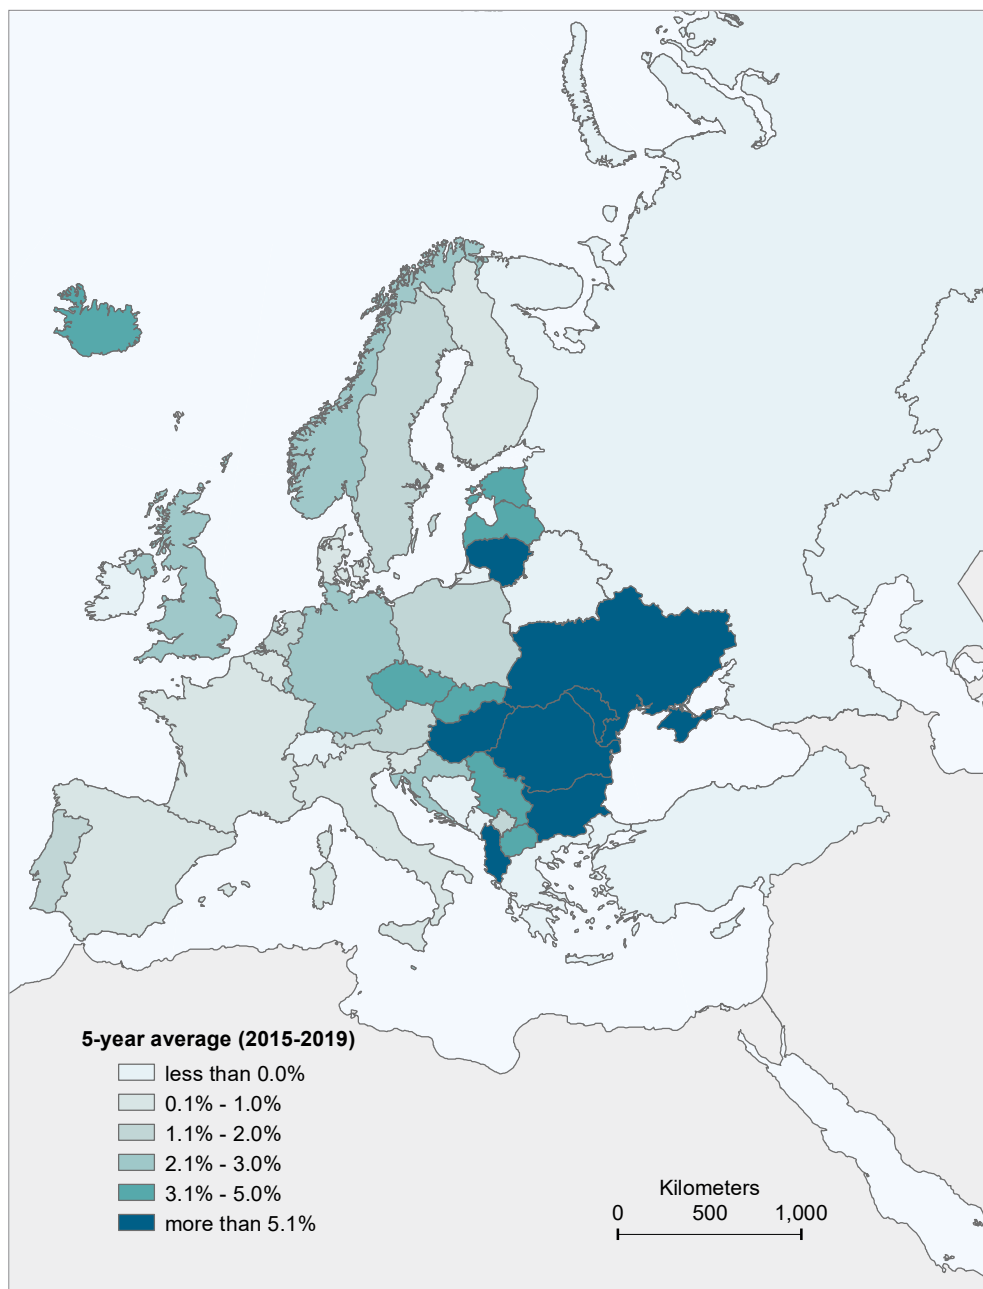 5-year average (2015-2019)
less than 0.0%
0.1% - 1.0%
1.1% - 2.0%
2.1% - 3.0%
3.1% - 5.0%
more than 5.1%
Kilometers
0 500 1,000